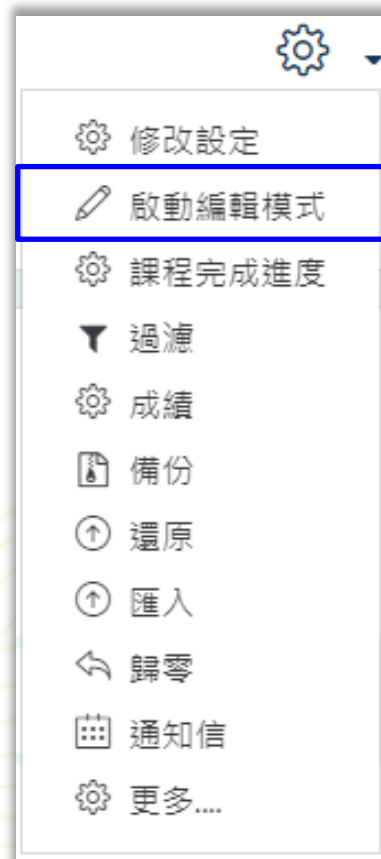 修改設定
啟動編輯模式
課程完成進度
過濾
成績
備份
還原
匯入
歸零
通知信
更多....